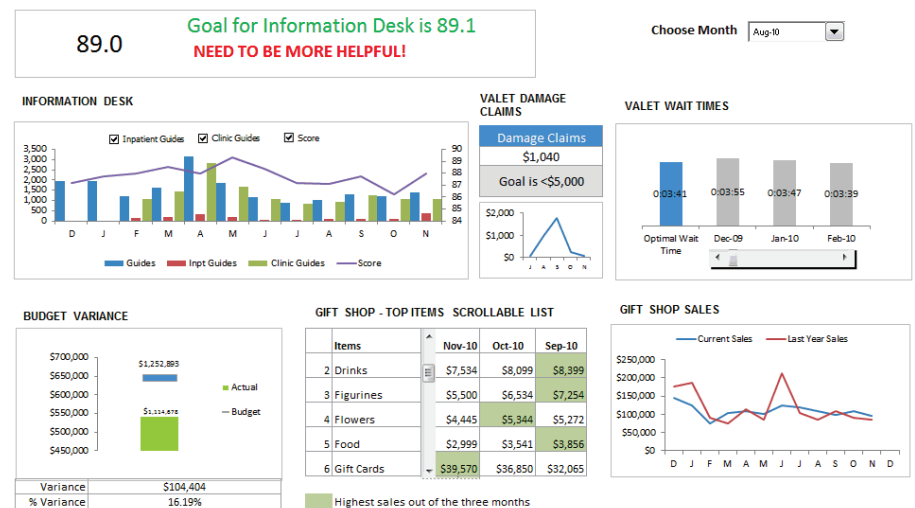 89.0
Goal for Information Desk is 89.1
NEED TO BE MORE HELPFUL!
Choose Month
Aug-10
INFORMATION DESK
Inpatient Guides
Clinic Guides
Score
3,500
3,000
2,500
2,000
1,500
1,000
500
0
90
89
88
87
86
85
84
D J F M A M J J A S O N
Guides
Inpt Guides
Clinic Guides
Score
VALET DAMAGE
CLAIMS
Damage Claims
$1,040
Goal is <$5,000
$2,000
$1,000
$0
J A S O N
VALET WAIT TIMES
0:03:41
0:03:55
0:03:47
0:03:39
Optimal Wait
Time
Dec-09
Jan-10
Feb-10
BUDGET VARIANCE
$700,000
$650,000
$600,000
$550,000
$500,000
$450,000
$1,252,893
$1,114,678
Actual
Budget
Variance $104,404
% Variance 16.19%
GIFT SHOP - TOP ITEMS SCROLLABLE LIST
Items Nov-10 Oct-10 Sep-10
2 Drinks $7,534 $8,099 $8,399
3 Figurines $5,500 $6,534 $7,254
4 Flowers $4,445 $5,344 $5,272
5 Food $2,999 $3,541 $3,856
6 Gift Cards $39,570 $36,850 $32,065
Highest sales out of the three months
GIFT SHOP SALES
Current Sales
Last Year Sales
$250,000
$200,000
$150,000
$100,000
$50,000
$0
D J F M A M J J A S O N D